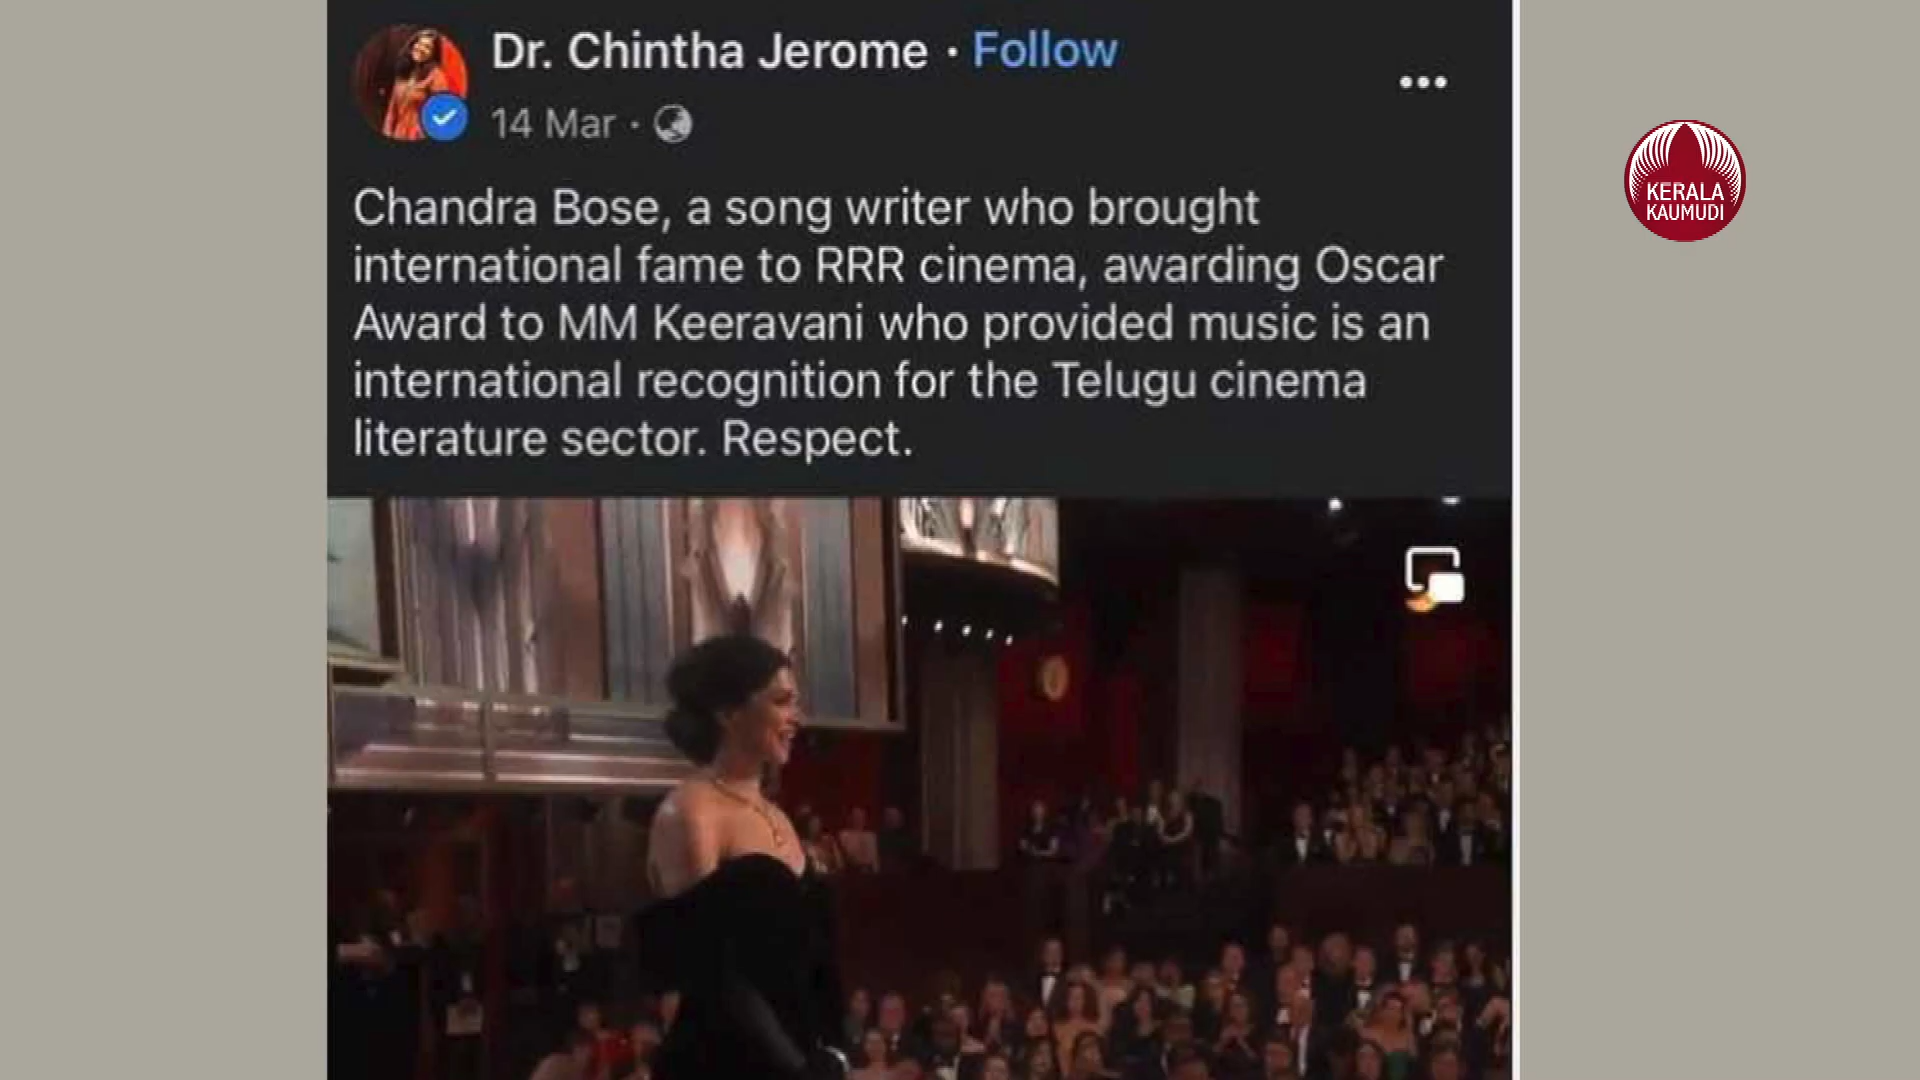 Dr. Chintha Jerome · Follow
14 Mar ·
Chandra Bose, a song writer who brought
international fame to RRR cinema, awarding Oscar
Award to MM Keeravani who provided music is an
international recognition for the Telugu cinema
literature sector. Respect.
KERALA
KAUMUDI